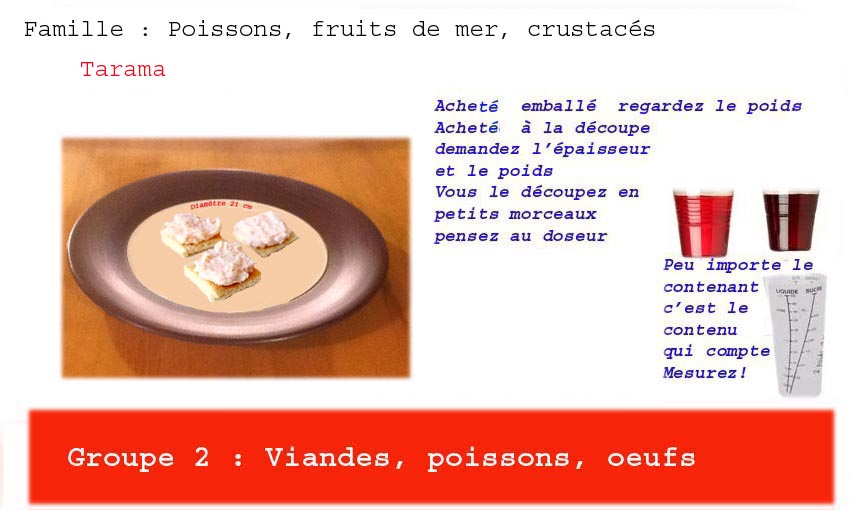 Famille : Poissons, fruits de mer, crustacés
Tarama
Acheté emballé regardez le poids
Acheté à la découpe
demandez l'épaisseur
et le poids
Vous le découpez en
petits morceaux
pensez au doseur
Diamètre 21 cm
Peu importe le
contenant
c'est le
contenu
qui compte
Mesurez!
LIQUIDE SUCRE
Groupe 2 : Viandes, poissons, oeufs